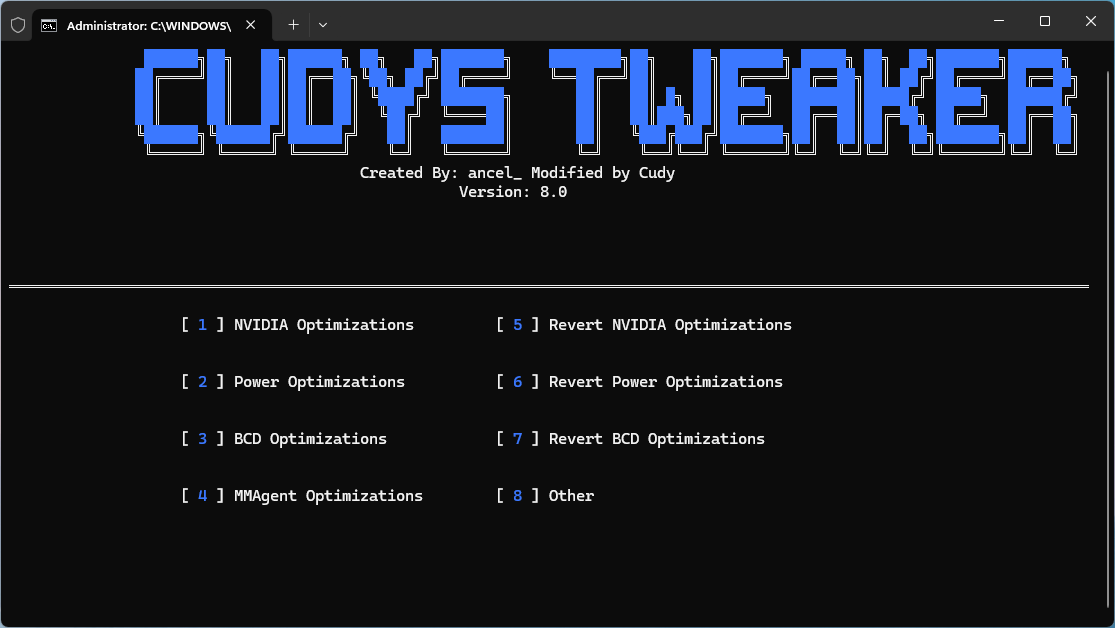 Administrator: C:\WINDOWS\
CUDYS TWEAKER
Created By: ancel_ Modified by Cudy
Version: 8.0
[ 1 ] NVIDIA Optimizations [ 5 ] Revert NVIDIA Optimizations
[ 2 ] Power Optimizations [ 6 ] Revert Power Optimizations
[ 3 ] BCD Optimizations [ 7 ] Revert BCD Optimizations
[ 4 ] MMAgent Optimizations [ 8 ] Other